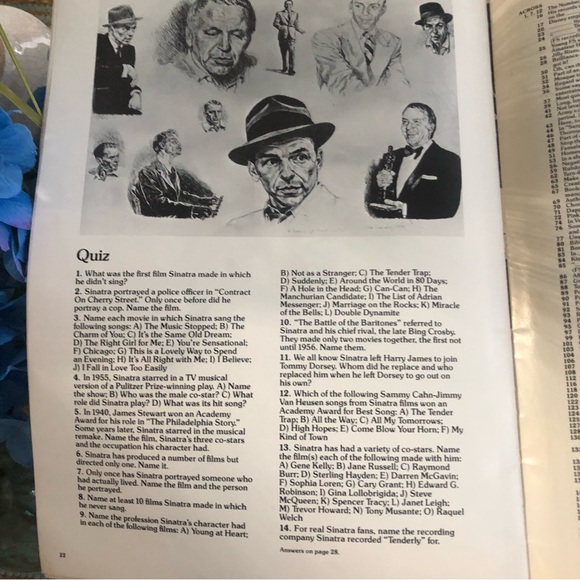 Quiz
1. What was the first film Sinatra made in which
he didn't sing?
2. Sinatra portrayed a police officer in "Contract
On Cherry Street." Only once before did he
portray a cop. Name the film.
3. Name each movie in which Sinatra sang the
following songs: A) The Music Stopped; B) The
Charm of You; C) It's the Same Old Dream;
D) The Right Girl for Me; E) You're Sensational;
F) Chicago; G) This is a Lovely Way to Spend
an Evening; H) It's All Right with Me; I) I Believe;
J) I Fall in Love Too Easily
4. In 1955, Sinatra starred in a TV musical
version of a Pulitzer Prize-winning play. A) Name
the show; B) Who was the male co-star? C) What
role did Sinatra play? D) What was its hit song?
5. In 1940, James Stewart won an Academy
Award for his role in "The Philadelphia Story."
Some years later, Sinatra starred in the musical
remake. Name the film, Sinatra's three co-stars
and the occupation his character had.
6. Sinatra has produced a number of films but
directed only one. Name it.
7. Only once has Sinatra portrayed someone who
had actually lived. Name the film and the person
he portrayed.
8. Name at least 10 films Sinatra made in which
he never sang.
9. Name the profession Sinatra's character had
in each of the following films: A) Young at Heart;
22
B) Not as a Stranger; C) The Tender Trap;
D) Suddenly; E) Around the World in 80 Days;
F) A Hole in the Head; G) Can-Can; H) The
Manchurian Candidate; I) The List of Adrian
Messenger; J) Marriage on the Rocks; K) Miracle
of the Bells; L) Double Dynamite
10. "The Battle of the Baritones" referred to
Sinatra and his chief rival, the late Bing Crosby.
They made only two movies together, the first not
until 1956. Name them.
11. We all know Sinatra left Harry James to join
Tommy Dorsey. Whom did he replace and who
replaced him when he left Dorsey to go out on
his own?
12. Which of the following Sammy Cahn-Jimmy
Van Heusen songs from Sinatra films won an
Academy Award for Best Song: A) The Tender
Trap; B) All the Way; C) All My Tomorrows;
D) High Hopes; E) Come Blow Your Horn; F) My
Kind of Town
13. Sinatra has had a variety of co-stars. Name
the film(s) each of the following made with him:
A) Gene Kelly; B) Jane Russell; C) Raymond
Burr; D) Sterling Hayden; E) Darren McGavin;
F) Sophia Loren; G) Cary Grant; H) Edward G.
Robinson; I) Gina Lollobrigida; J) Steve
McQueen; K) Spencer Tracy; L) Janet Leigh;
M) Trevor Howard; N) Tony Musante; O) Raquel
Welch
14. For real Sinatra fans, name the recording
company Sinatra recorded "Tenderly" for.
Answers on page 28.
ACROSS